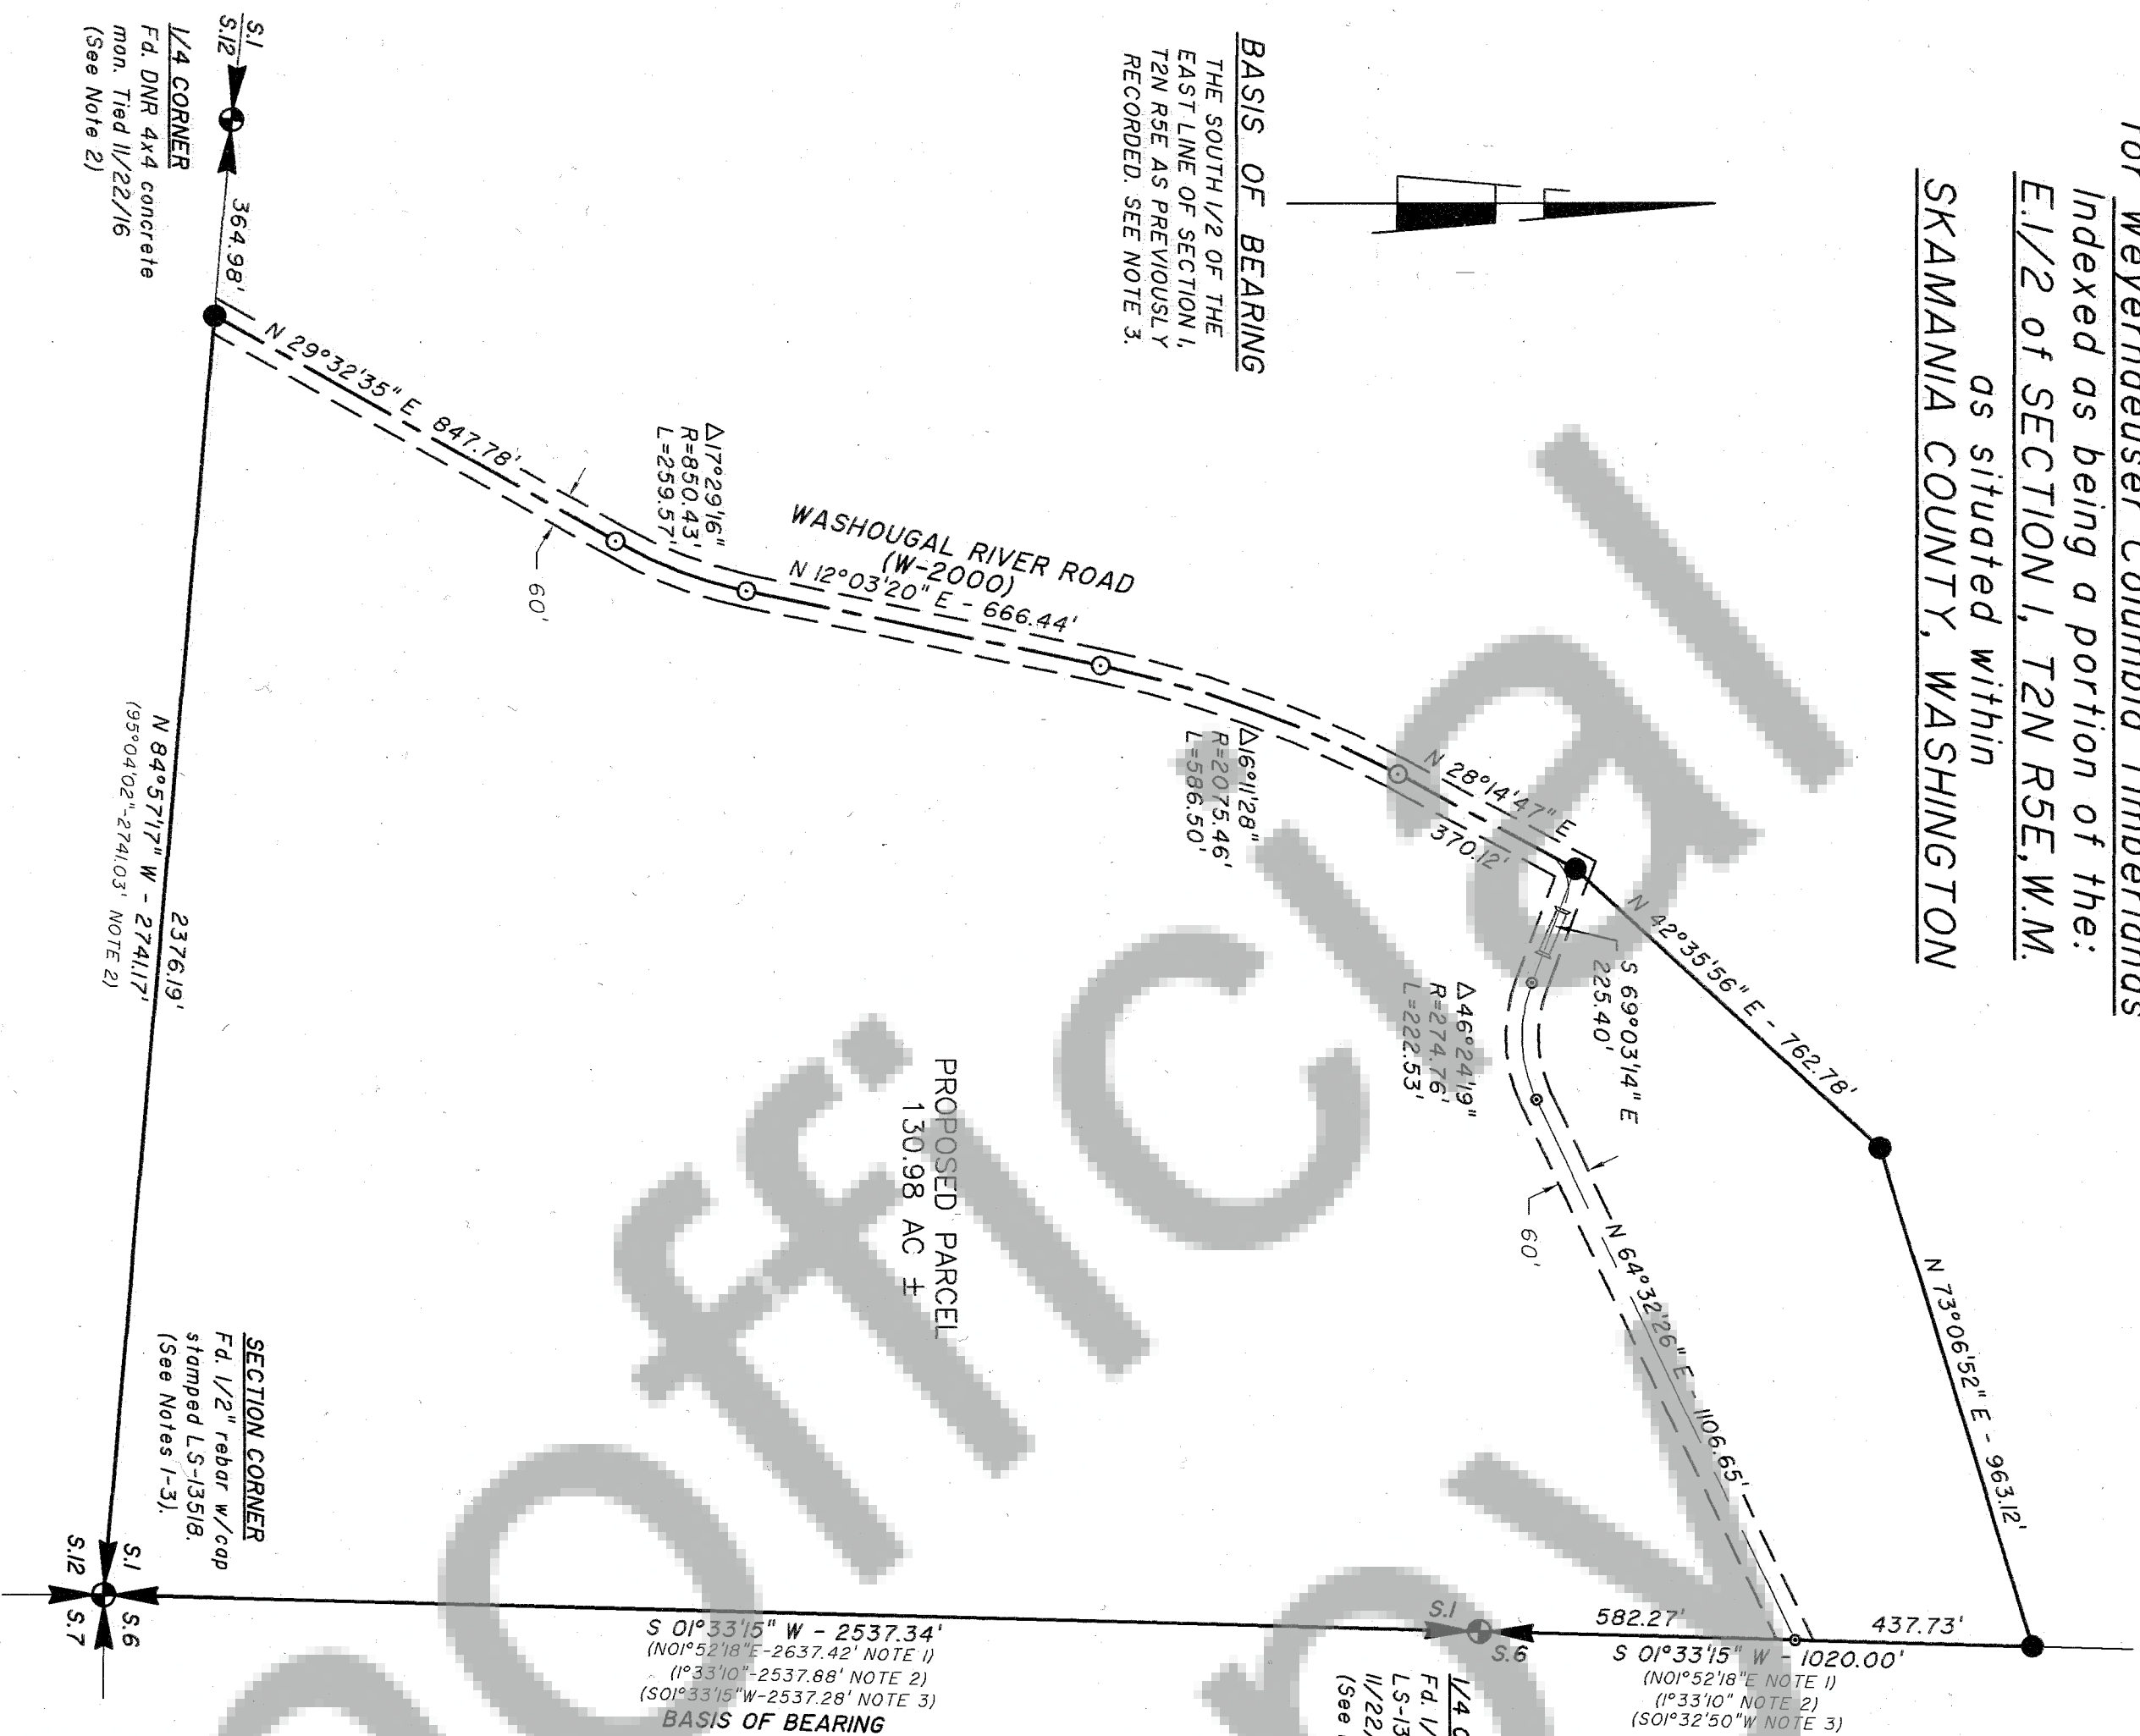 for Weyerhaeuser Columbia Timberlands
Indexed as being a portion of the:
E.1/2 of SECTION 1, T2N R5E, W.M.
as situated within
SKAMANIA COUNTY, WASHINGTON
BASIS OF BEARING
THE SOUTH 1/2 OF THE
EAST LINE OF SECTION 1,
T2N R5E AS PREVIOUSLY
RECORDED. SEE NOTE 3.
S.1
S.12
1/4 CORNER
Fd. DNR 4x4 concrete
mon. Tied 11/22/16
(See Note 2)
364.98'
N 29°32'35" E 847.78'
Δ17°29'16"
R=850.43'
L=259.57'
60'
WASHOUGAL RIVER ROAD
(W-2000)
N 12°03'20" E - 666.44'
Δ16°11'28"
R=2075.46'
L=586.50'
N 28°14'47" E
370.12'
N 42°35'56" E - 762.78'
S 69°03'14" E
225.40'
Δ46°24'19"
R=274.76'
L=222.53'
60'
N 64°32'26" E - 1106.65'
N 73°06'52" E - 963.12'
PROPOSED PARCEL
130.98 AC ±
2376.19'
N 84°57'17" W - 2741.17'
(95°04'02"-2741.03' NOTE 2)
SECTION CORNER
Fd. 1/2" rebar w/cap
stamped LS-13518.
(See Notes 1-3).
S.1
S.6
S.12
S.7
S 01°33'15" W - 2537.34'
(N01°52'18"E-2637.42' NOTE 1)
(1°33'10"-2537.88' NOTE 2)
(S01°33'15"W-2537.28' NOTE 3)
BASIS OF BEARING
S.1
S.6
582.27'
437.73'
S 01°33'15" W - 1020.00'
(N01°52'18"E NOTE 1)
(1°33'10" NOTE 2)
(S01°32'50"W NOTE 3)
1/4 C
Fd. 1/
LS-13
11/22/
(See
Unofficial